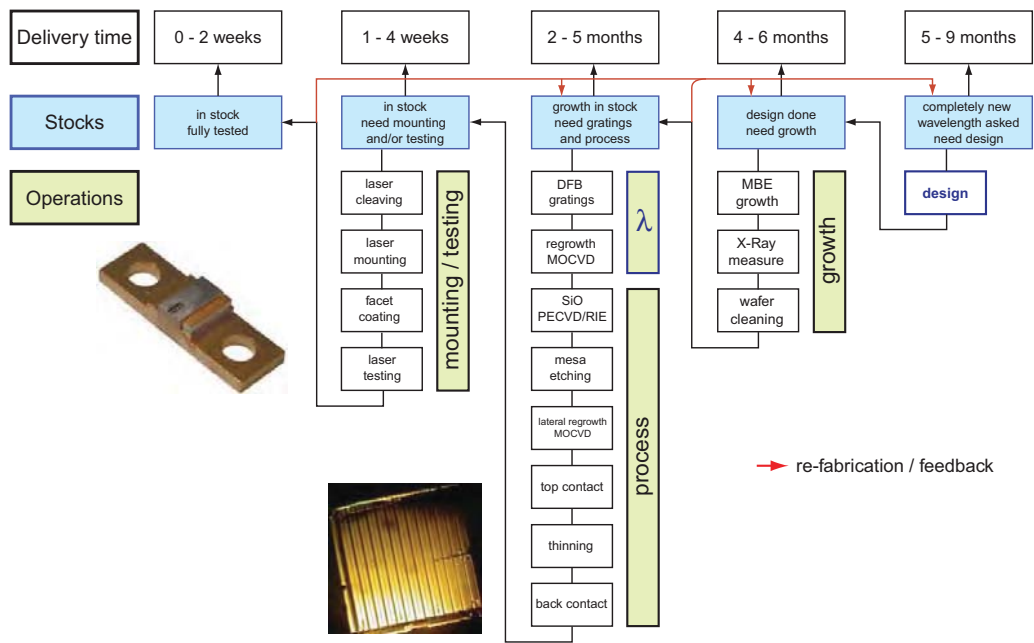 Delivery time
0 - 2 weeks
1 - 4 weeks
2 - 5 months
4 - 6 months
5 - 9 months
Stocks
in stock
fully tested
in stock
need mounting
and/or testing
growth in stock
need gratings
and process
design done
need growth
completely new
wavelength asked
need design
Operations
laser
cleaving
laser
mounting
facet
coating
laser
testing
mounting / testing
DFB
gratings
regrowth
MOCVD
λ
SiO
PECVD/RIE
mesa
etching
lateral regrowth
MOCVD
top contact
thinning
back contact
process
MBE
growth
X-Ray
measure
wafer
cleaning
growth
design
re-fabrication / feedback